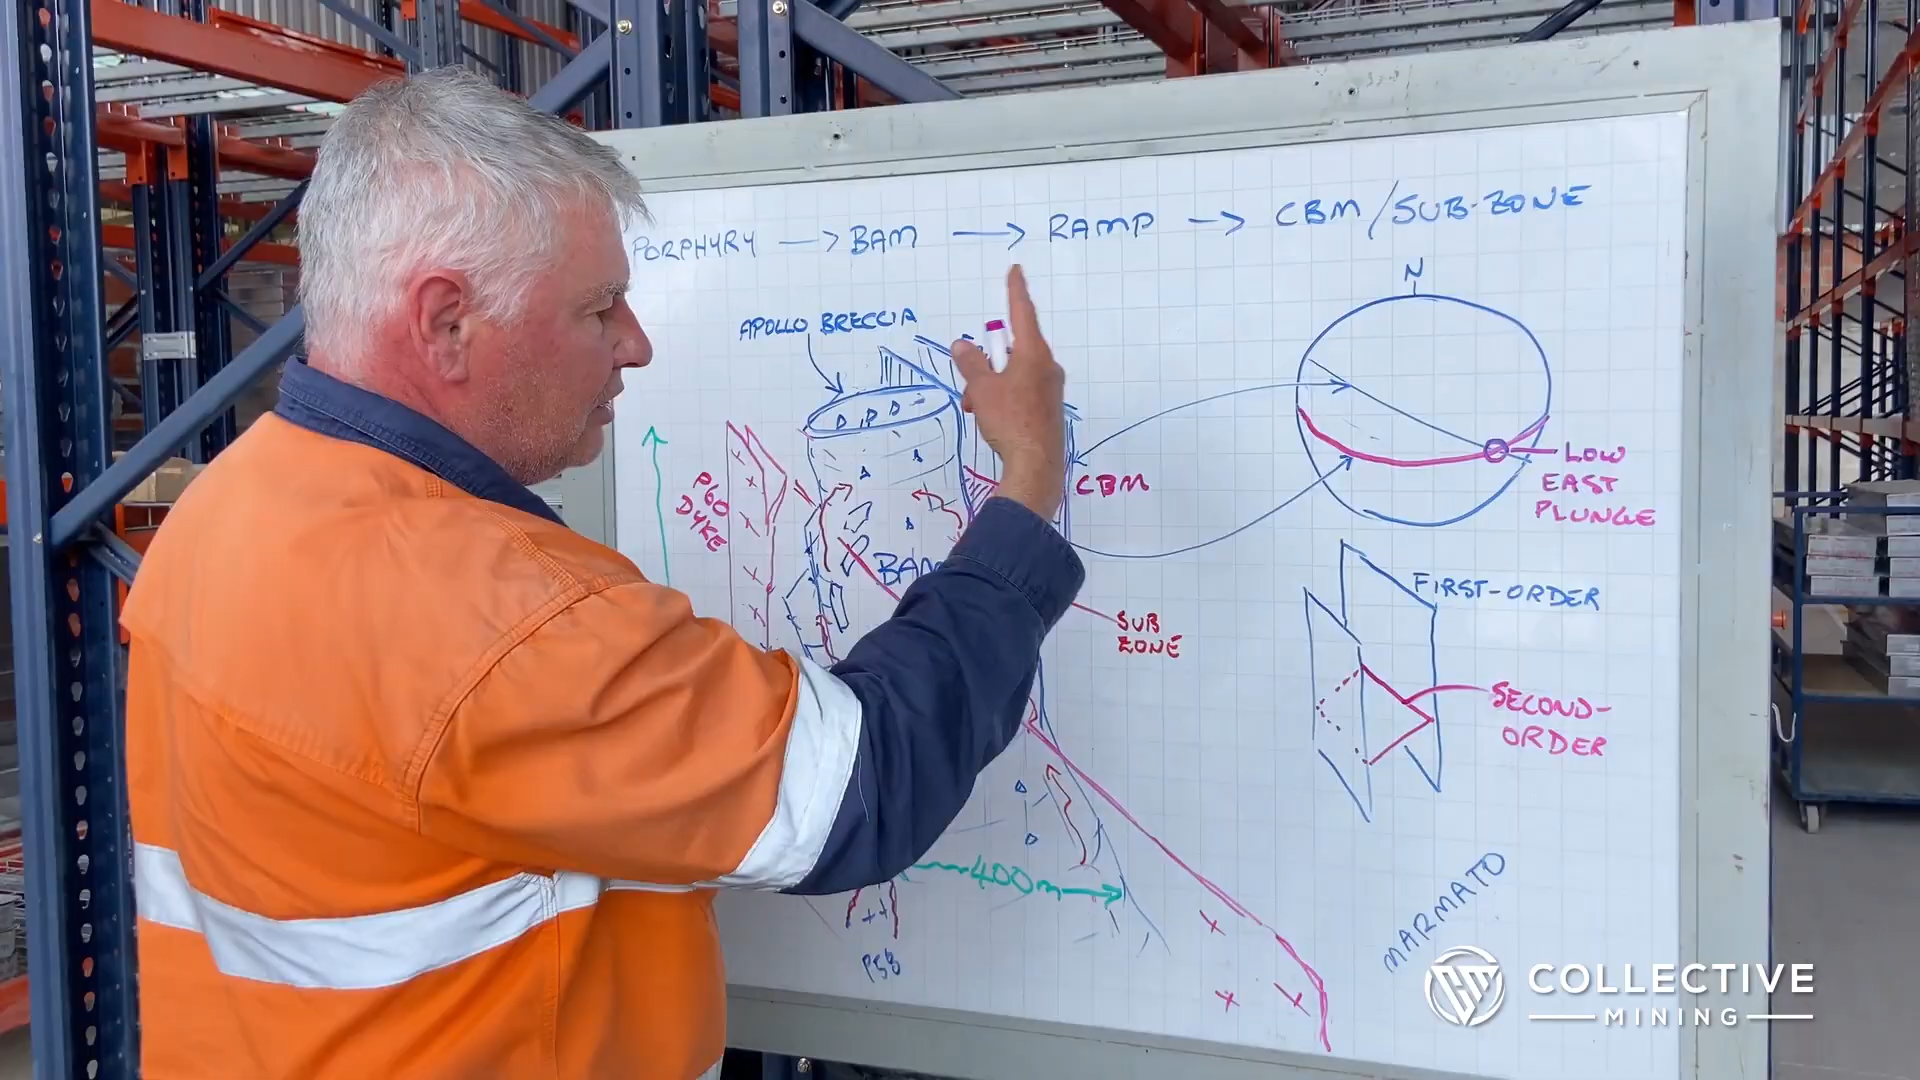 PORPHYRY → BAM → RAMP → CBM/SUB-ZONE
N
APOLLO BRECCIA
LOW
EAST
PLUNGE
CBM
P60
DYKE
BAM
FIRST-ORDER
SUB
ZONE
SECOND-
ORDER
~400m
MARMATO
PSB
COLLECTIVE
MINING